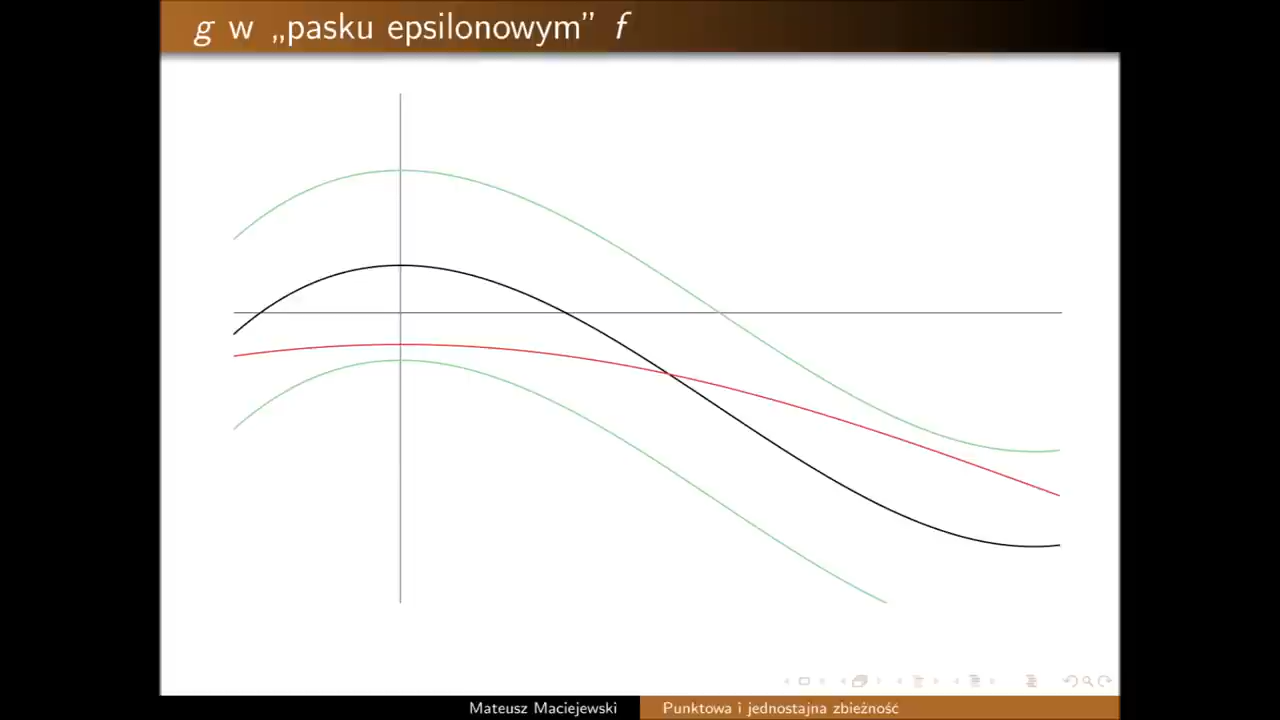 g w „pasku epsilonowym” f
Mateusz Maciejewski
Punktowa i jednostajna zbieżność